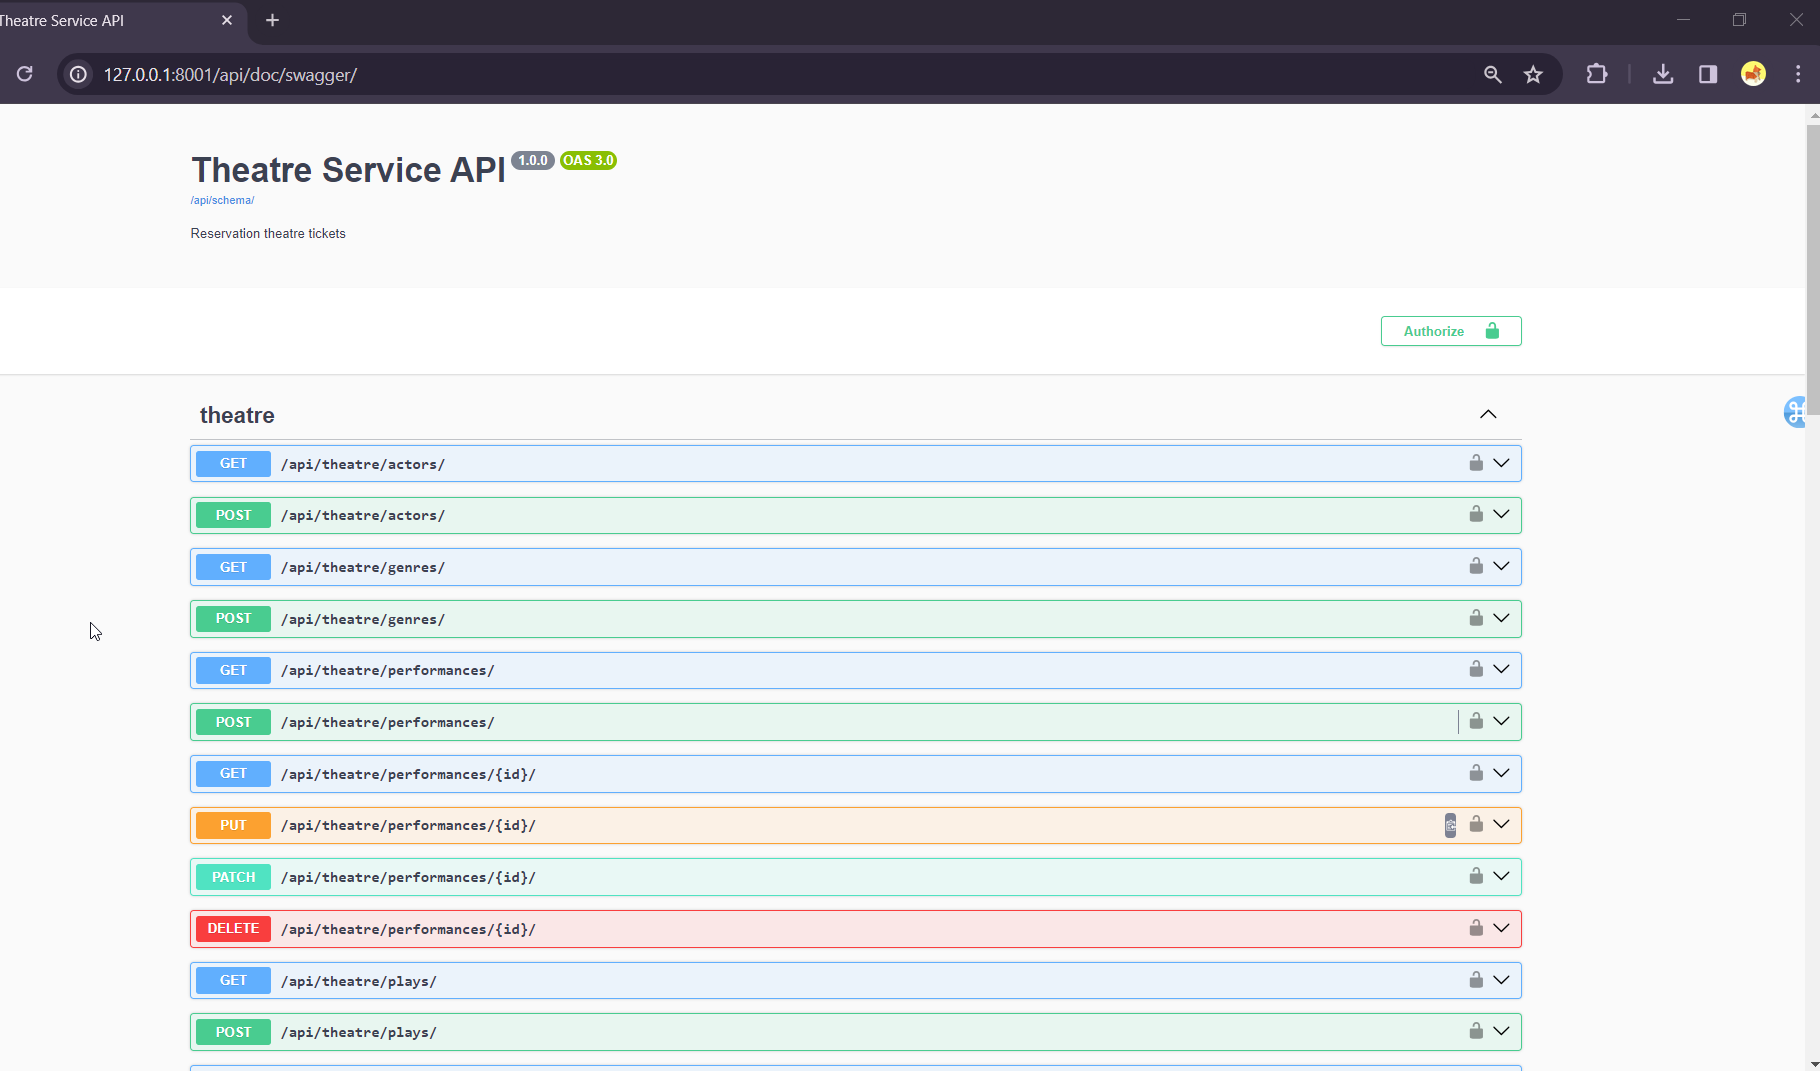 Theatre Service API
127.0.0.1:8001/api/doc/swagger/
Theatre Service API 1.0.0 OAS 3.0
/api/schema/
Reservation theatre tickets
Authorize
theatre
GET /api/theatre/actors/
POST /api/theatre/actors/
GET /api/theatre/genres/
POST /api/theatre/genres/
GET /api/theatre/performances/
POST /api/theatre/performances/
GET /api/theatre/performances/{id}/
PUT /api/theatre/performances/{id}/
PATCH /api/theatre/performances/{id}/
DELETE /api/theatre/performances/{id}/
GET /api/theatre/plays/
POST /api/theatre/plays/